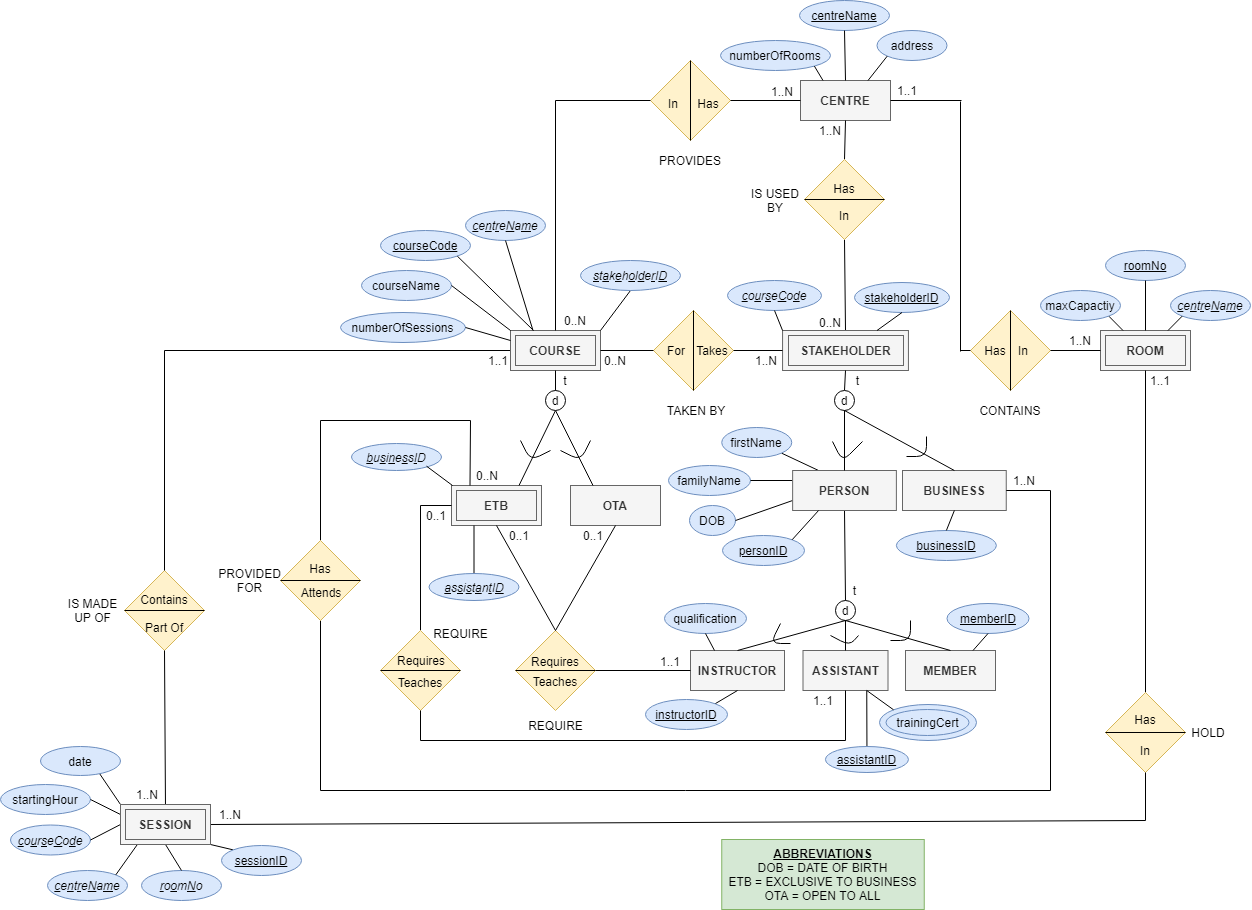 centreName
numberOfRooms
address
In
Has
1..N
CENTRE
1..1
PROVIDES
1..N
IS USED
BY
Has
In
centreName
courseCode
courseName
numberOfSessions
stakeholderID
0..N
COURSE
1..1
0..N
t
For
Takes
TAKEN BY
courseCode
stakeholderID
0..N
STAKEHOLDER
1..N
t
Has
In
CONTAINS
roomNo
maxCapactiy
centreName
1..N
ROOM
1..1
d
d
businessID
0..N
ETB
0..1
0..1
assistantID
OTA
0..1
firstName
familyName
DOB
personID
PERSON
BUSINESS
1..N
businessID
PROVIDED
FOR
Has
Attends
IS MADE
UP OF
Contains
Part Of
REQUIRE
Requires
Teaches
Requires
Teaches
REQUIRE
t
d
qualification
1..1
INSTRUCTOR
instructorID
ASSISTANT
1..1
trainingCert
assistantID
memberID
MEMBER
Has
In
HOLD
date
startingHour
courseCode
centreName
roomNo
sessionID
1..N
SESSION
1..N
ABBREVIATIONS
DOB = DATE OF BIRTH
ETB = EXCLUSIVE TO BUSINESS
OTA = OPEN TO ALL